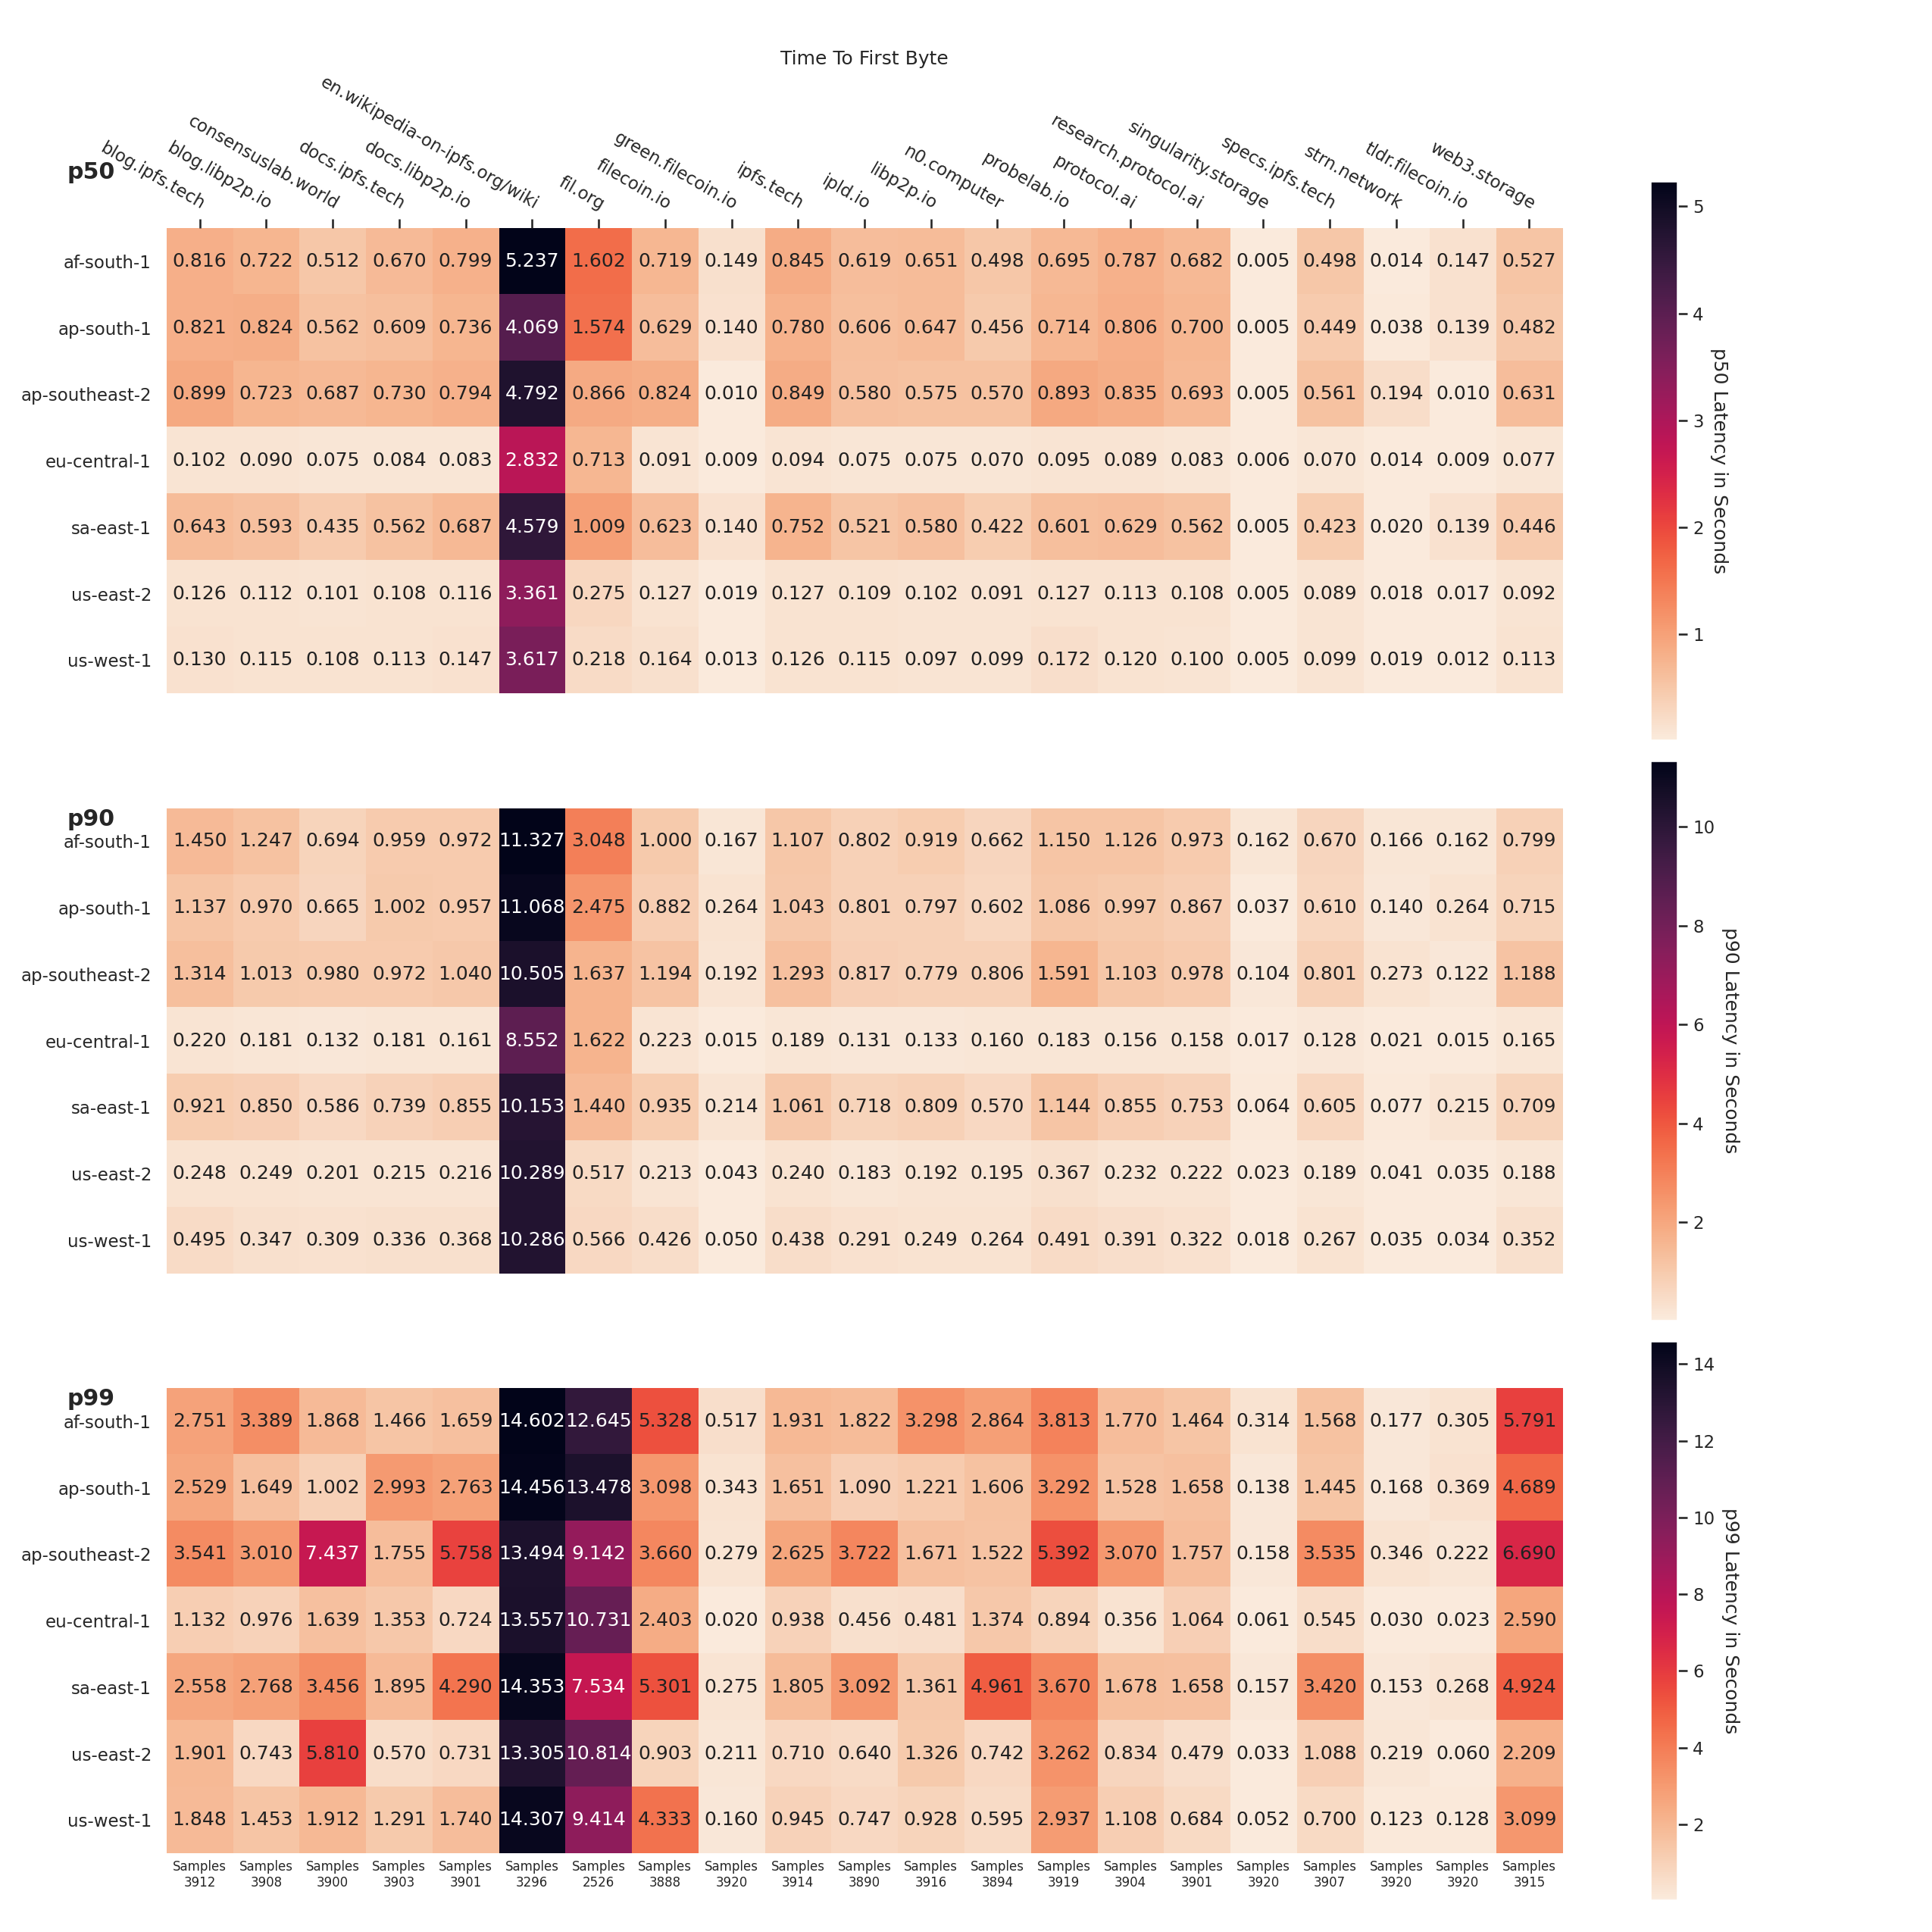 Time To First Byte
p50
blog.ipfs.tech
blog.libp2p.io
consensuslab.world
docs.ipfs.tech
docs.libp2p.io
en.wikipedia-on-ipfs.org/wiki
fil.org
filecoin.io
green.filecoin.io
ipfs.tech
ipld.io
libp2p.io
n0.computer
probelab.io
protocol.ai
research.protocol.ai
singularity.storage
specs.ipfs.tech
strn.network
tldr.filecoin.io
web3.storage
af-south-1 0.816 0.722 0.512 0.670 0.799 5.237 1.602 0.719 0.149 0.845 0.619 0.651 0.498 0.695 0.787 0.682 0.005 0.498 0.014 0.147 0.527
ap-south-1 0.821 0.824 0.562 0.609 0.736 4.069 1.574 0.629 0.140 0.780 0.606 0.647 0.456 0.714 0.806 0.700 0.005 0.449 0.038 0.139 0.482
ap-southeast-2 0.899 0.723 0.687 0.730 0.794 4.792 0.866 0.824 0.010 0.849 0.580 0.575 0.570 0.893 0.835 0.693 0.005 0.561 0.194 0.010 0.631
eu-central-1 0.102 0.090 0.075 0.084 0.083 2.832 0.713 0.091 0.009 0.094 0.075 0.075 0.070 0.095 0.089 0.083 0.006 0.070 0.014 0.009 0.077
sa-east-1 0.643 0.593 0.435 0.562 0.687 4.579 1.009 0.623 0.140 0.752 0.521 0.580 0.422 0.601 0.629 0.562 0.005 0.423 0.020 0.139 0.446
us-east-2 0.126 0.112 0.101 0.108 0.116 3.361 0.275 0.127 0.019 0.127 0.109 0.102 0.091 0.127 0.113 0.108 0.005 0.089 0.018 0.017 0.092
us-west-1 0.130 0.115 0.108 0.113 0.147 3.617 0.218 0.164 0.013 0.126 0.115 0.097 0.099 0.172 0.120 0.100 0.005 0.099 0.019 0.012 0.113
5
4
3
2
1
p50 Latency in Seconds
p90
af-south-1 1.450 1.247 0.694 0.959 0.972 11.327 3.048 1.000 0.167 1.107 0.802 0.919 0.662 1.150 1.126 0.973 0.162 0.670 0.166 0.162 0.799
ap-south-1 1.137 0.970 0.665 1.002 0.957 11.068 2.475 0.882 0.264 1.043 0.801 0.797 0.602 1.086 0.997 0.867 0.037 0.610 0.140 0.264 0.715
ap-southeast-2 1.314 1.013 0.980 0.972 1.040 10.505 1.637 1.194 0.192 1.293 0.817 0.779 0.806 1.591 1.103 0.978 0.104 0.801 0.273 0.122 1.188
eu-central-1 0.220 0.181 0.132 0.181 0.161 8.552 1.622 0.223 0.015 0.189 0.131 0.133 0.160 0.183 0.156 0.158 0.017 0.128 0.021 0.015 0.165
sa-east-1 0.921 0.850 0.586 0.739 0.855 10.153 1.440 0.935 0.214 1.061 0.718 0.809 0.570 1.144 0.855 0.753 0.064 0.605 0.077 0.215 0.709
us-east-2 0.248 0.249 0.201 0.215 0.216 10.289 0.517 0.213 0.043 0.240 0.183 0.192 0.195 0.367 0.232 0.222 0.023 0.189 0.041 0.035 0.188
us-west-1 0.495 0.347 0.309 0.336 0.368 10.286 0.566 0.426 0.050 0.438 0.291 0.249 0.264 0.491 0.391 0.322 0.018 0.267 0.035 0.034 0.352
10
8
6
4
2
p90 Latency in Seconds
p99
af-south-1 2.751 3.389 1.868 1.466 1.659 14.602 12.645 5.328 0.517 1.931 1.822 3.298 2.864 3.813 1.770 1.464 0.314 1.568 0.177 0.305 5.791
ap-south-1 2.529 1.649 1.002 2.993 2.763 14.456 13.478 3.098 0.343 1.651 1.090 1.221 1.606 3.292 1.528 1.658 0.138 1.445 0.168 0.369 4.689
ap-southeast-2 3.541 3.010 7.437 1.755 5.758 13.494 9.142 3.660 0.279 2.625 3.722 1.671 1.522 5.392 3.070 1.757 0.158 3.535 0.346 0.222 6.690
eu-central-1 1.132 0.976 1.639 1.353 0.724 13.557 10.731 2.403 0.020 0.938 0.456 0.481 1.374 0.894 0.356 1.064 0.061 0.545 0.030 0.023 2.590
sa-east-1 2.558 2.768 3.456 1.895 4.290 14.353 7.534 5.301 0.275 1.805 3.092 1.361 4.961 3.670 1.678 1.658 0.157 3.420 0.153 0.268 4.924
us-east-2 1.901 0.743 5.810 0.570 0.731 13.305 10.814 0.903 0.211 0.710 0.640 1.326 0.742 3.262 0.834 0.479 0.033 1.088 0.219 0.060 2.209
us-west-1 1.848 1.453 1.912 1.291 1.740 14.307 9.414 4.333 0.160 0.945 0.747 0.928 0.595 2.937 1.108 0.684 0.052 0.700 0.123 0.128 3.099
Samples Samples Samples Samples Samples Samples Samples Samples Samples Samples Samples Samples Samples Samples Samples Samples Samples Samples Samples Samples Samples
3912 3908 3900 3903 3901 3296 2526 3888 3920 3914 3890 3916 3894 3919 3904 3901 3920 3907 3920 3920 3915
14
12
10
8
6
4
2
p99 Latency in Seconds